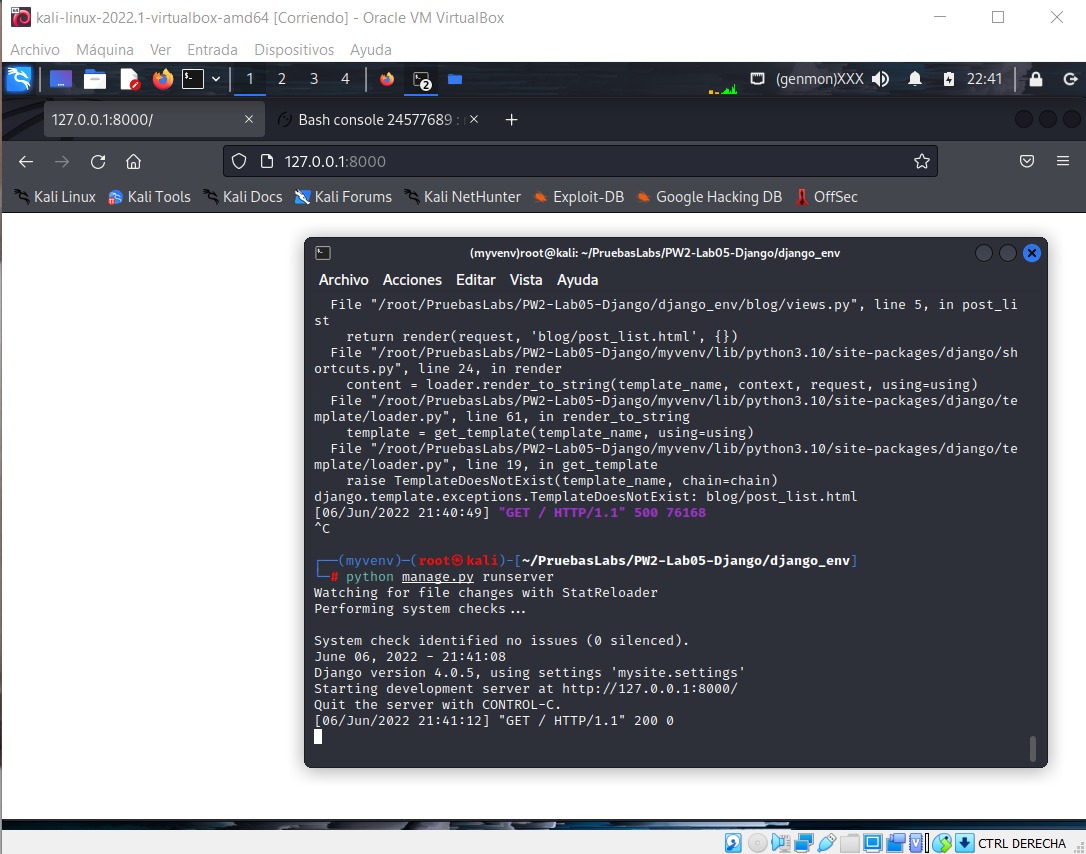 kali-linux-2022.1-virtualbox-amd64 [Corriendo] - Oracle VM VirtualBox
Archivo Máquina Ver Entrada Dispositivos Ayuda
1 2 3 4 2 (genmon)XXX 22:41
127.0.0.1:8000/ Bash console 24577689 :
127.0.0.1:8000
Kali Linux Kali Tools Kali Docs Kali Forums Kali NetHunter Exploit-DB Google Hacking DB OffSec
(myvenv)root@kali: ~/PruebasLabs/PW2-Lab05-Django/django_env
Archivo Acciones Editar Vista Ayuda
File "/root/PruebasLabs/PW2-Lab05-Django/django_env/blog/views.py", line 5, in post_li
st
return render(request, 'blog/post_list.html', {})
File "/root/PruebasLabs/PW2-Lab05-Django/myvenv/lib/python3.10/site-packages/django/sh
ortcuts.py", line 24, in render
content = loader.render_to_string(template_name, context, request, using=using)
File "/root/PruebasLabs/PW2-Lab05-Django/myvenv/lib/python3.10/site-packages/django/te
mplate/loader.py", line 61, in render_to_string
template = get_template(template_name, using=using)
File "/root/PruebasLabs/PW2-Lab05-Django/myvenv/lib/python3.10/site-packages/django/te
mplate/loader.py", line 19, in get_template
raise TemplateDoesNotExist(template_name, chain=chain)
django.template.exceptions.TemplateDoesNotExist: blog/post_list.html
[06/Jun/2022 21:40:49] "GET / HTTP/1.1" 500 76168
^C
┌──(myvenv)─(root㉿kali)-[~/PruebasLabs/PW2-Lab05-Django/django_env]
└─# python manage.py runserver
Watching for file changes with StatReloader
Performing system checks...
System check identified no issues (0 silenced).
June 06, 2022 - 21:41:08
Django version 4.0.5, using settings 'mysite.settings'
Starting development server at http://127.0.0.1:8000/
Quit the server with CONTROL-C.
[06/Jun/2022 21:41:12] "GET / HTTP/1.1" 200 0
CTRL DERECHA